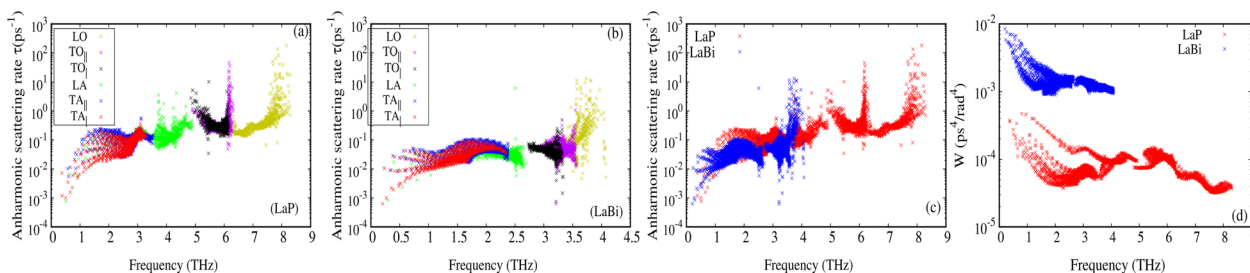 Anharmonic scattering rate τ(ps⁻¹)
10³
10²
10¹
10⁰
10⁻¹
10⁻²
10⁻³
10⁻⁴
LO
TO||
TO|
LA
TA||
TA|
(a)
(LaP)
0 1 2 3 4 5 6 7 8 9
Frequency (THz)
Anharmonic scattering rate τ(ps⁻¹)
10³
10²
10¹
10⁰
10⁻¹
10⁻²
10⁻³
10⁻⁴
(b)
LO
TO||
TO|
LA
TA||
TA|
(LaBi)
0 0.5 1 1.5 2 2.5 3 3.5 4 4.5
Frequency (THz)
Anharmonic scattering rate τ(ps⁻¹)
10³
10²
10¹
10⁰
10⁻¹
10⁻²
10⁻³
10⁻⁴
LaP
LaBi
(c)
0 1 2 3 4 5 6 7 8 9
Frequency (THz)
W (ps⁴/rad⁴)
10⁻²
10⁻³
10⁻⁴
10⁻⁵
LaP
LaBi
(d)
0 1 2 3 4 5 6 7 8
Frequency (THz)